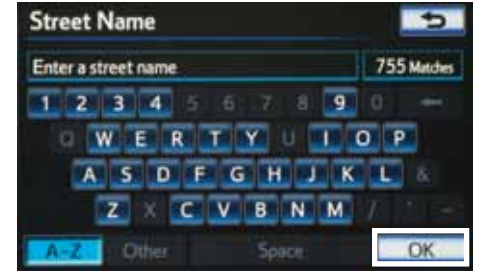 Street Name
Enter a street name 755 Matches
1 2 3 4 5 6 7 8 9 0 ←
Q W E R T Y U I O P
A S D F G H J K L &
Z X C V B N M / ' -
A-Z Other Space OK